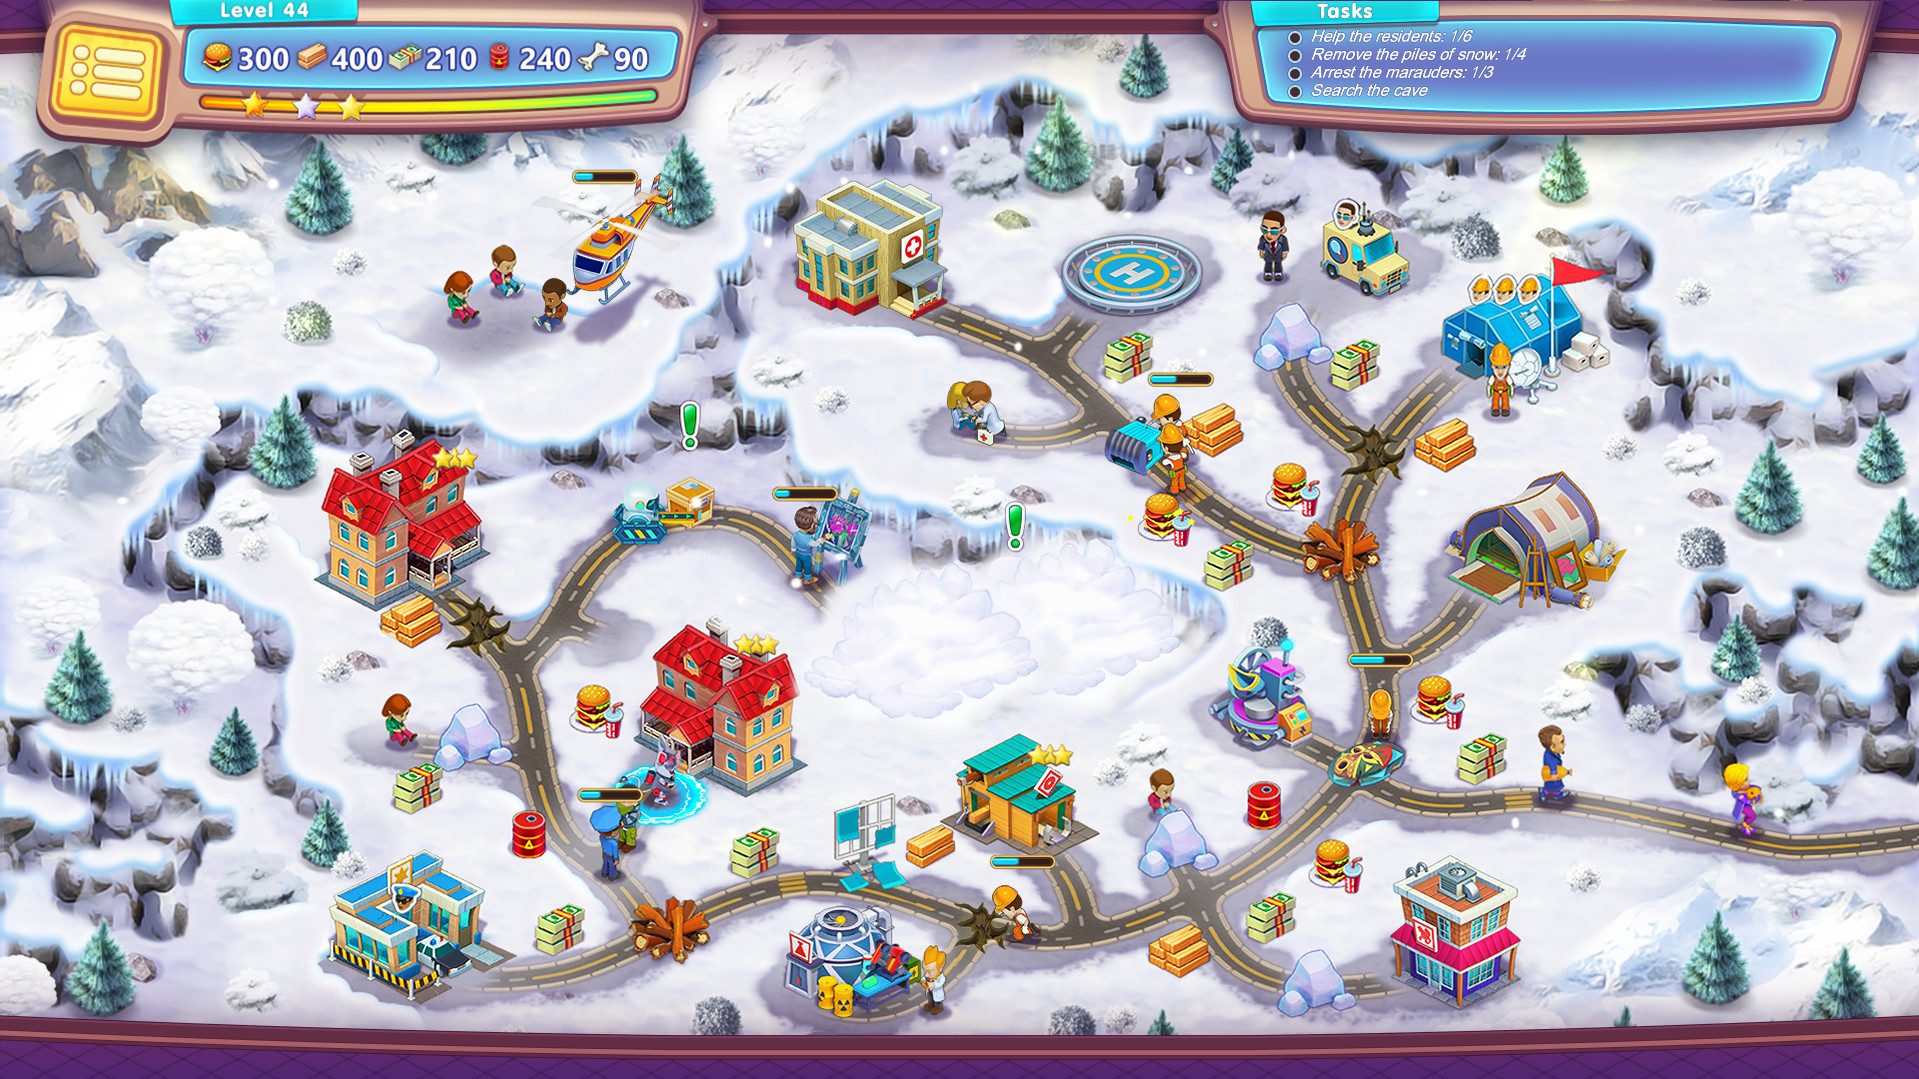 Level 44
300 400 210 240 90
Tasks
Help the residents: 1/6
Remove the piles of snow: 1/4
Arrest the marauders: 1/3
Search the cave
H